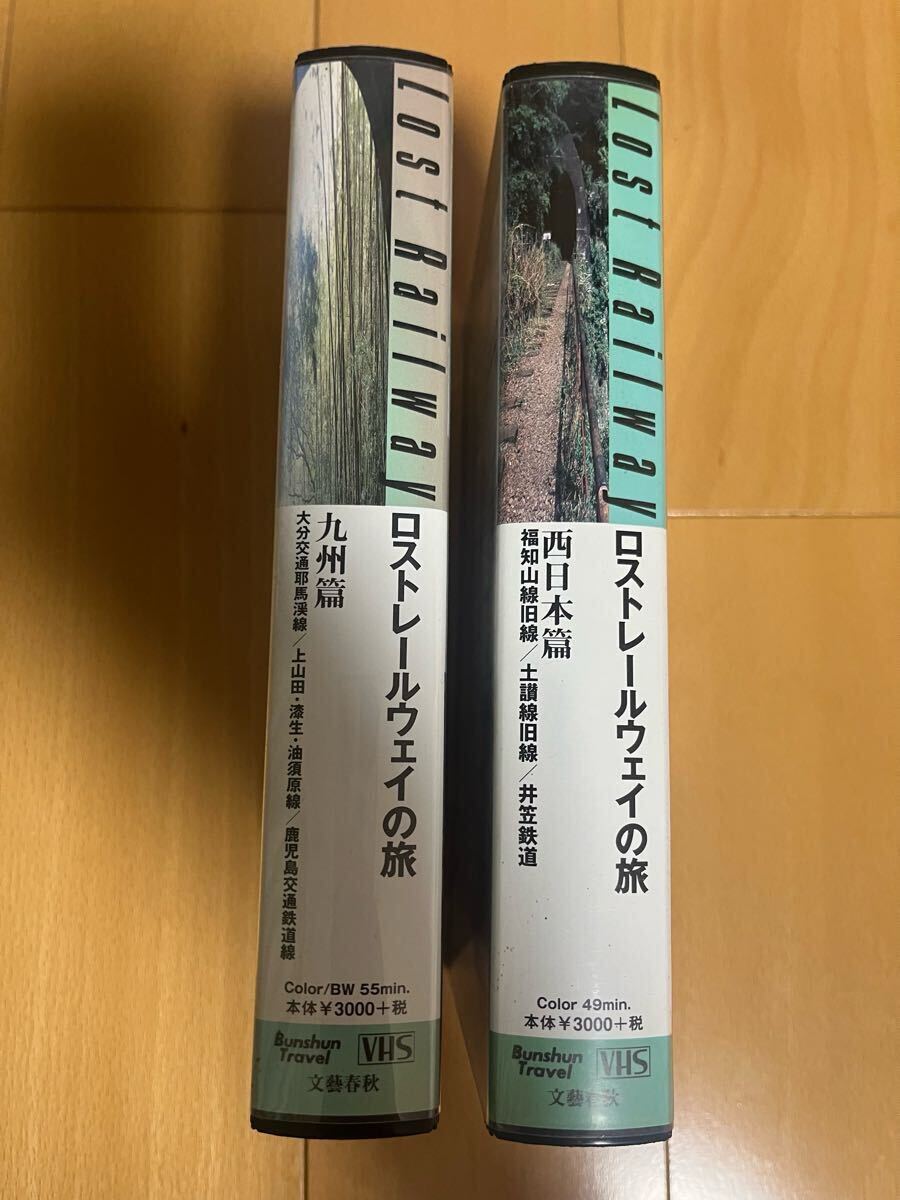 Lost Railway
ロストレールウェイの旅
九州篇
大分交通耶馬渓線/上山田・漆生・油須原線/鹿児島交通鉄道線
Color/BW 55min.
本体¥3000+税
Bunshun
Travel
VHS
文藝春秋
Lost Railway
ロストレールウェイの旅
西日本篇
福知山線旧線/土讃線旧線/井笠鉄道
Color 49min.
本体¥3000+税
Bunshun
Travel
VHS
文藝春秋